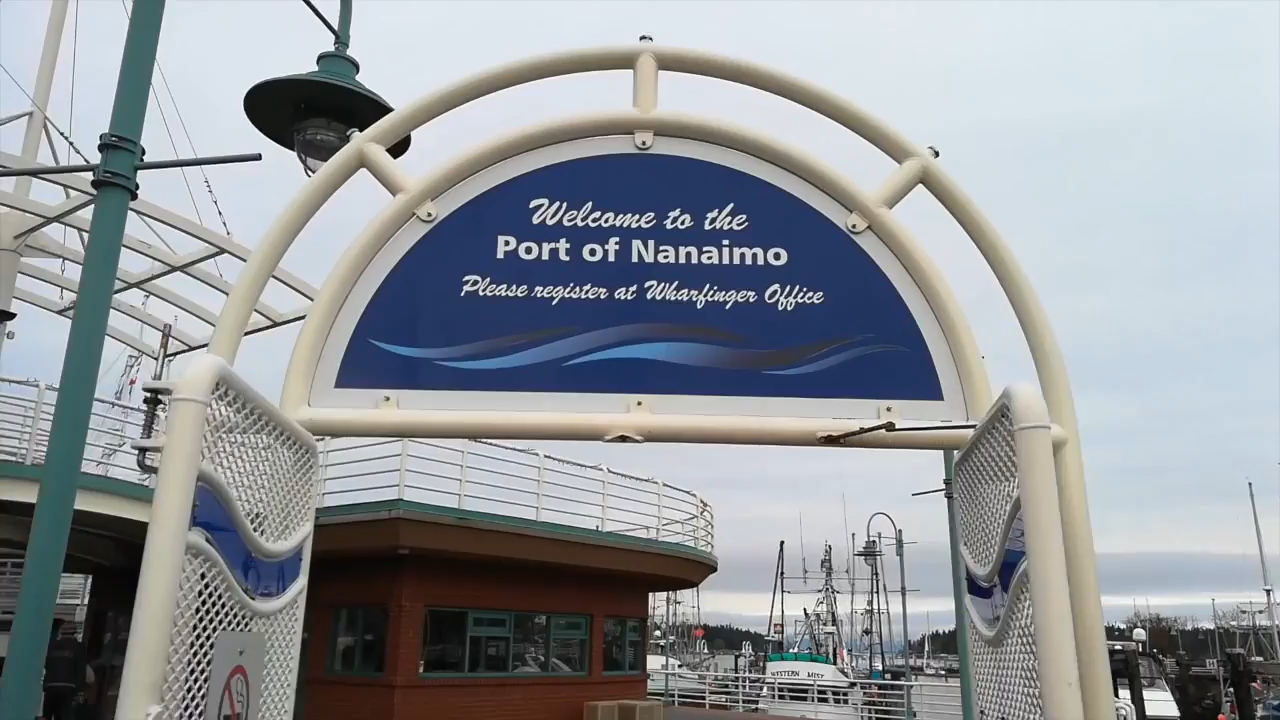 Welcome to the
Port of Nanaimo
Please register at Wharfinger Office
WESTERN MIST